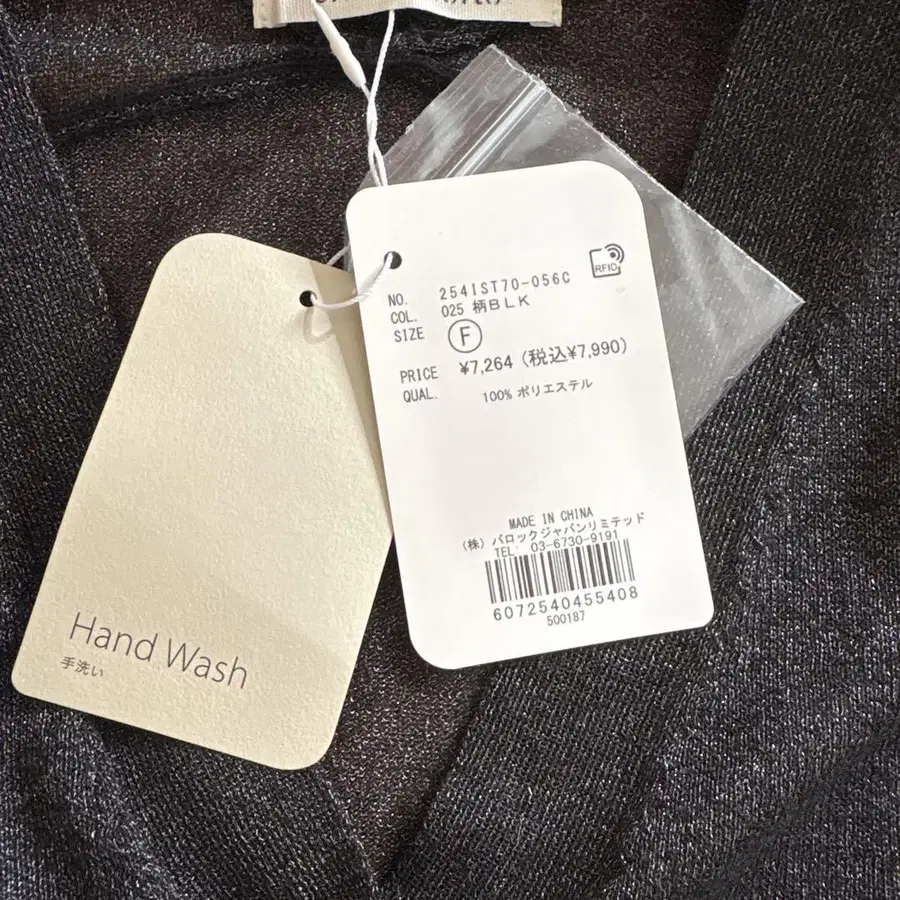 RFID
NO. 254IST70-056C
COL. 025 柄BLK
SIZE F
PRICE ¥7,264 (税込¥7,990)
QUAL. 100% ポリエステル
MADE IN CHINA
(株) バロックジャパンリミテッド
TEL: 03-6730-9191
6072540455408
500187
Hand Wash
手洗い